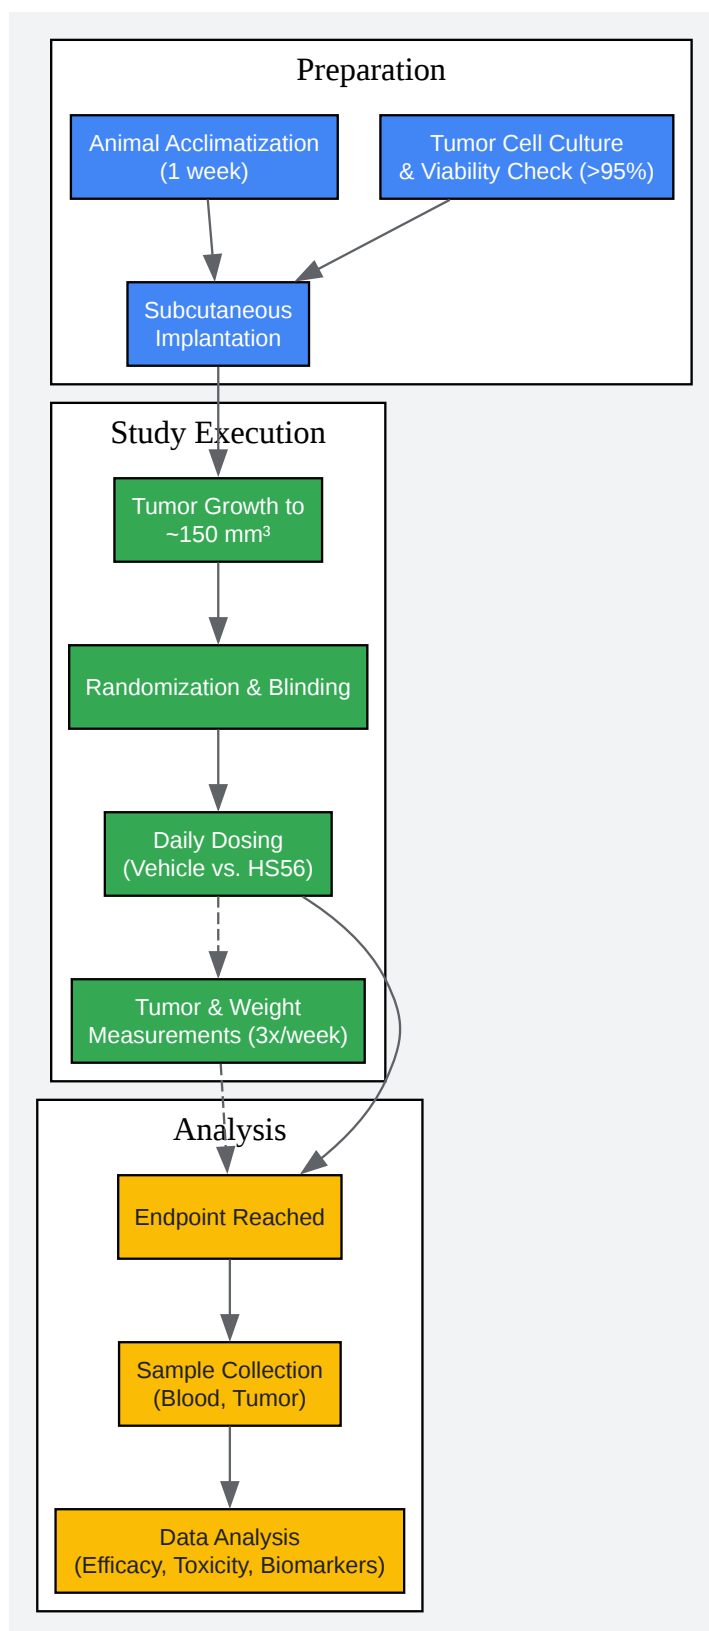 Preparation
Animal Acclimatization
(1 week)
Tumor Cell Culture
& Viability Check (>95%)
Subcutaneous
Implantation
Study Execution
Tumor Growth to
~150 mm³
Randomization & Blinding
Daily Dosing
(Vehicle vs. HS56)
Tumor & Weight
Measurements (3x/week)
Analysis
Endpoint Reached
Sample Collection
(Blood, Tumor)
Data Analysis
(Efficacy, Toxicity, Biomarkers)